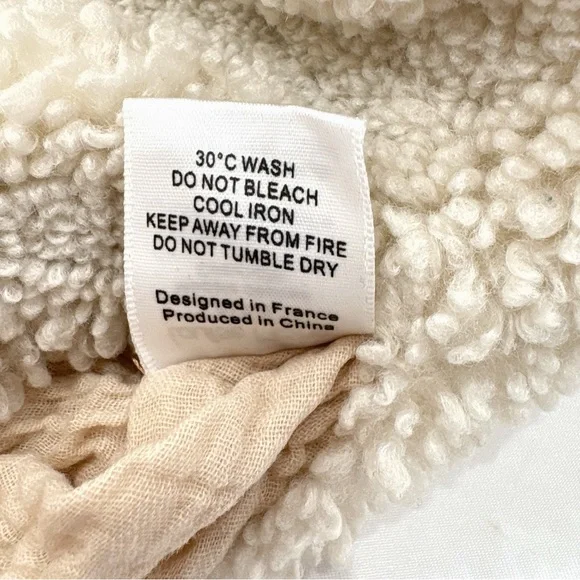 30°C WASH
DO NOT BLEACH
COOL IRON
KEEP AWAY FROM FIRE
DO NOT TUMBLE DRY
Designed in France
Produced in China